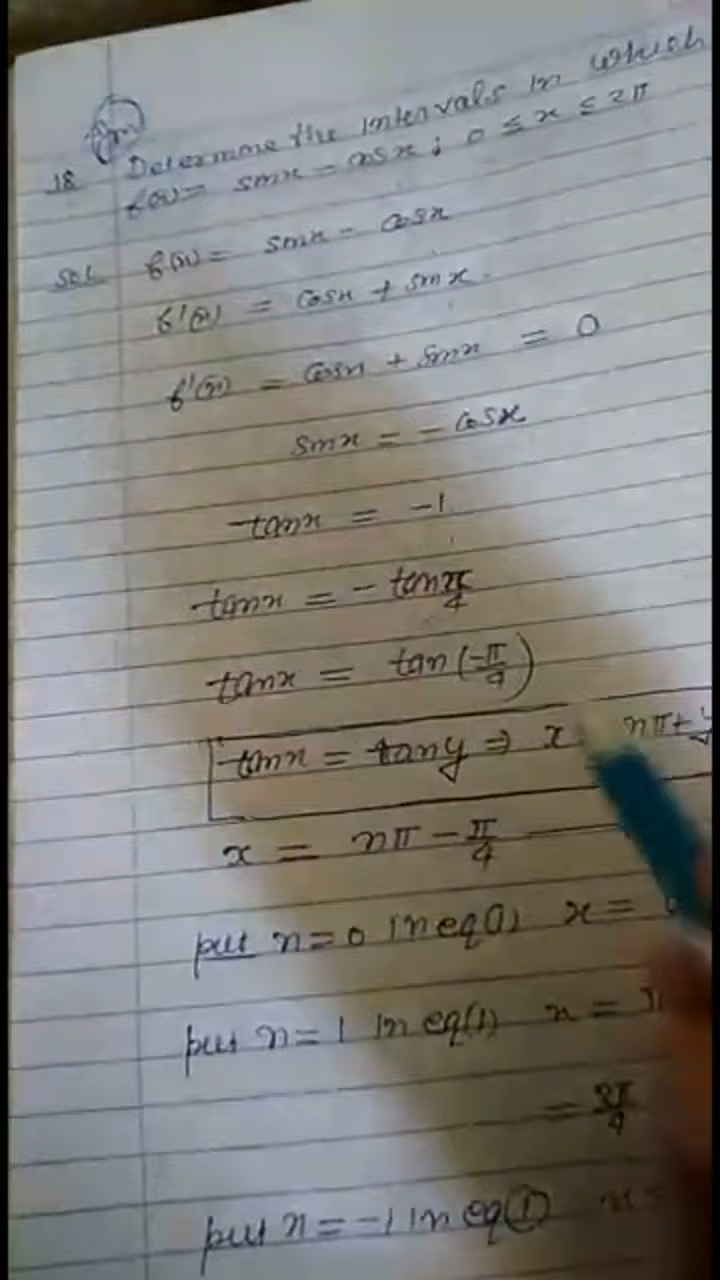 18 Determine the intervals in which
f(x) = sinx - cosx ; 0 ≤ x ≤ 2π
Sol f(x) = sinx - cosx
f'(x) = cosx + sinx .
f'(x) = cosx + sinx = 0
sinx = - cosx
tanx = -1
tanx = - tan π/4
tanx = tan(-π/4)
tanx = tany ⇒ x nπ + y
x = nπ - π/4
put n=0 in eq(1) x =
put n=1 in eq(1) x = π
= 3π/4
put n=-1 in eq(1) x =